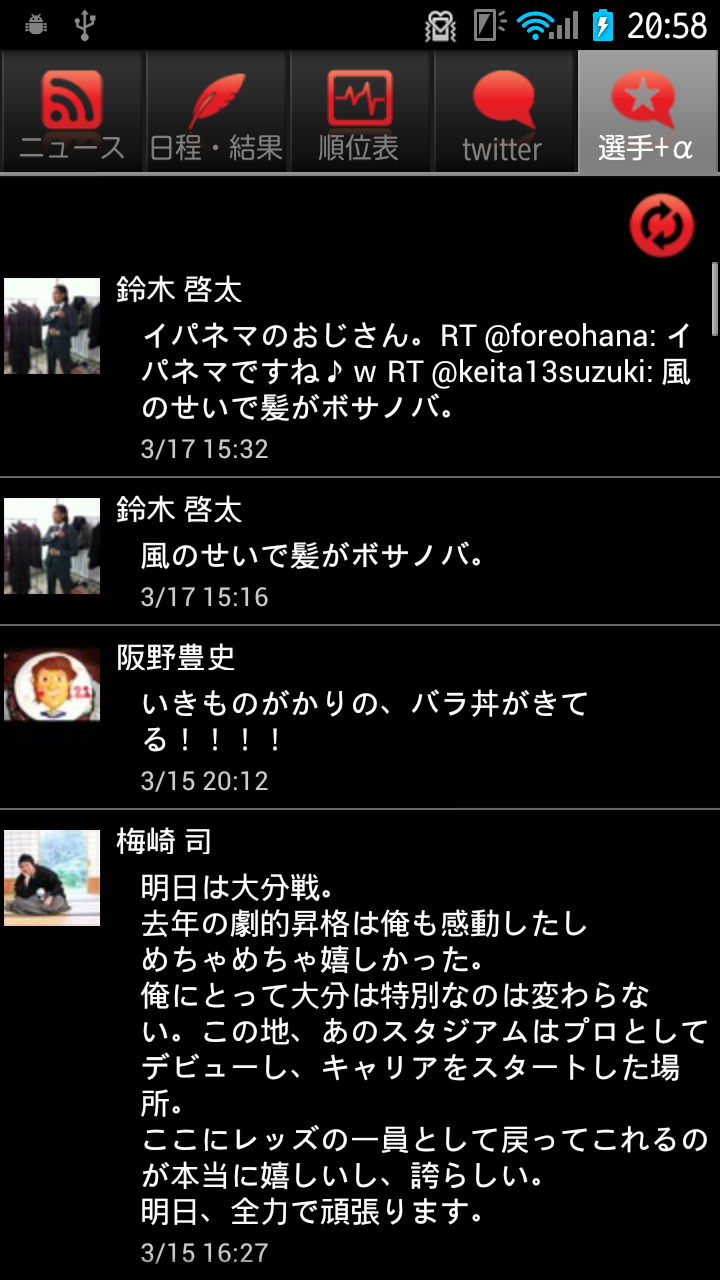 20:58
ニュース
日程・結果
順位表
twitter
選手+α
鈴木 啓太
イパネマのおじさん。RT @foreohana: イ
パネマですね♪ w RT @keita13suzuki: 風
のせいで髪がボサノバ。
3/17 15:32
鈴木 啓太
風のせいで髪がボサノバ。
3/17 15:16
阪野豊史
いきものがかりの、バラ丼がきて
る！！！！
3/15 20:12
梅崎 司
明日は大分戦。
去年の劇的昇格は俺も感動したし
めちゃめちゃ嬉しかった。
俺にとって大分は特別なのは変わらな
い。この地、あのスタジアムはプロとして
デビューし、キャリアをスタートした場
所。
ここにレッズの一員として戻ってこれるの
が本当に嬉しいし、誇らしい。
明日、全力で頑張ります。
3/15 16:27